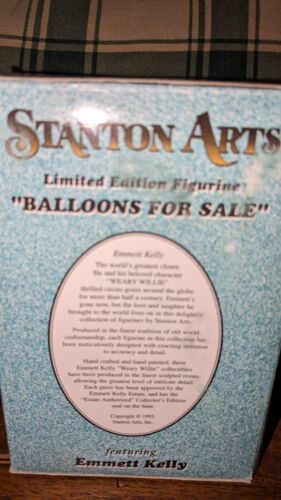 STANTON ARTS
Limited Edition Figurine
"BALLOONS FOR SALE"
Emmett Kelly
The world's greatest clown.
He and his beloved character
"WEARY WILLIE"
thrilled circus-goers around the globe
for more than half a century. Emmett's
gone now, but the love and laughter he
brought to the world lives on in this delightful
collection of figurines by Stanton Arts.
Produced in the finest tradition of old world
craftsmanship, each figurine in this collection has
been meticulously designed with exacting attention
to accuracy and detail.
Hand crafted and hand painted, these
Emmett Kelly "Weary Willie" collectibles
have been produced in the finest sculpted resins,
allowing the greatest level of intricate detail.
Each piece has been approved by the
Emmett Kelly Estate, and has the
"Estate Authorized" Collector's Edition
seal on the base.
Copyright © 1995
Stanton Arts, Inc.
featuring
Emmett Kelly